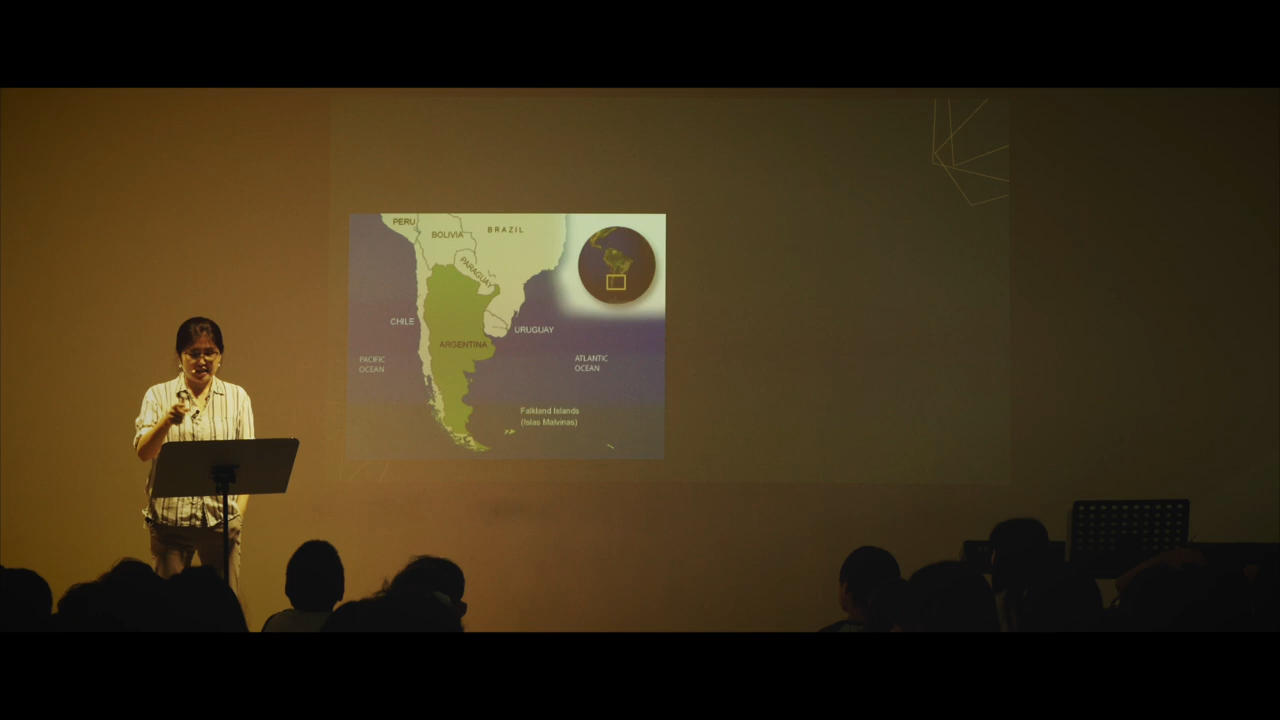 PERU
BOLIVIA
BRAZIL
PARAGUAY
CHILE
URUGUAY
ARGENTINA
PACIFIC
OCEAN
ATLANTIC
OCEAN
Falkland Islands
(Islas Malvinas)